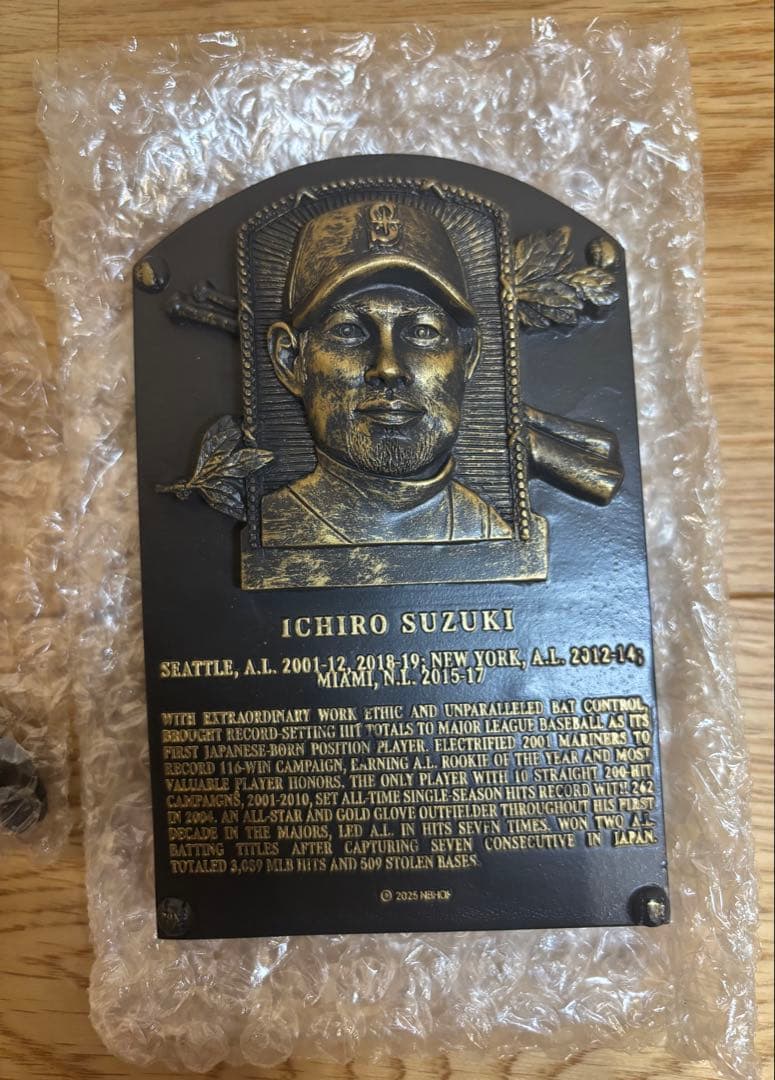 S
ICHIRO SUZUKI
SEATTLE, A.L. 2001-12, 2018-19; NEW YORK, A.L. 2012-14;
MIAMI, N.L. 2015-17
WITH EXTRAORDINARY WORK ETHIC AND UNPARALLELED BAT CONTROL,
BROUGHT RECORD-SETTING HIT TOTALS TO MAJOR LEAGUE BASEBALL AS ITS
FIRST JAPANESE-BORN POSITION PLAYER. ELECTRIFIED 2001 MARINERS TO
RECORD 116-WIN CAMPAIGN, EARNING A.L. ROOKIE OF THE YEAR AND MOST
VALUABLE PLAYER HONORS. THE ONLY PLAYER WITH 10 STRAIGHT 200-HIT
CAMPAIGNS, 2001-2010, SET ALL-TIME SINGLE-SEASON HITS RECORD WITH 262
IN 2004. AN ALL-STAR AND GOLD GLOVE OUTFIELDER THROUGHOUT HIS FIRST
DECADE IN THE MAJORS, LED A.L. IN HITS SEVEN TIMES. WON TWO A.L.
BATTING TITLES AFTER CAPTURING SEVEN CONSECUTIVE IN JAPAN.
TOTALED 3,089 MLB HITS AND 509 STOLEN BASES.
© 2025 NBHOF